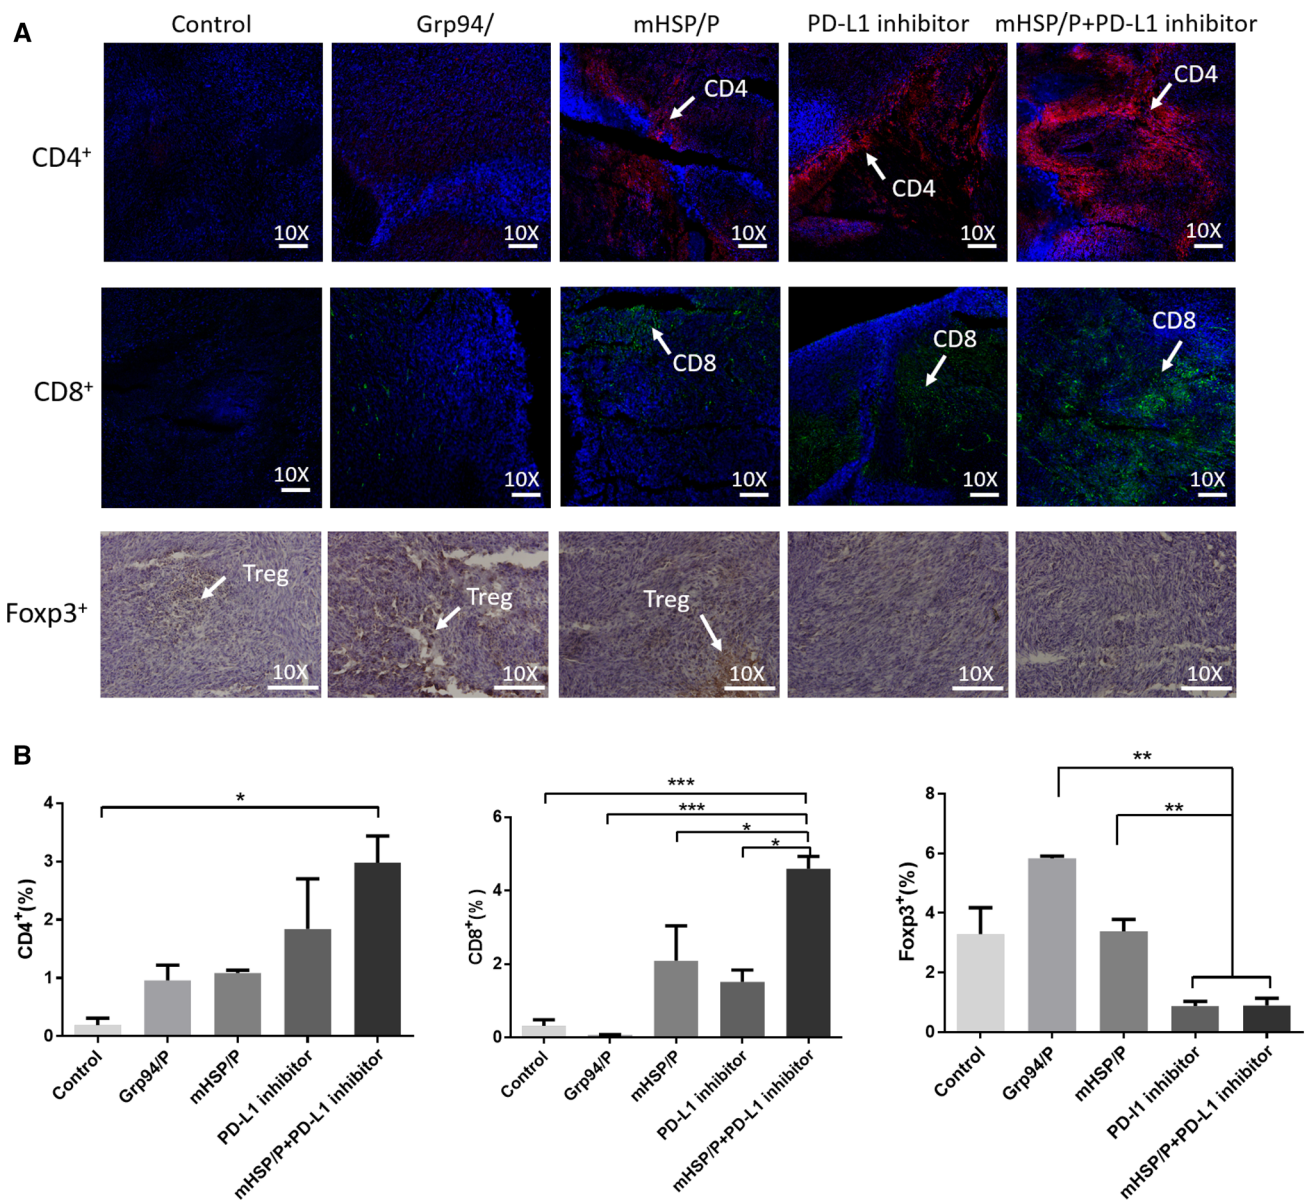 A
Control
Grp94/
mHSP/P
PD-L1 inhibitor
mHSP/P+PD-L1 inhibitor
CD4⁺
10X
10X
CD4
10X
CD4
10X
CD4
10X
CD8⁺
10X
10X
CD8
10X
CD8
10X
CD8
10X
Foxp3⁺
Treg
10X
Treg
10X
Treg
10X
10X
10X
B
CD4⁺(%)
4
3
2
1
0
*
Control
Grp94/P
mHSP/P
PD-L1 inhibitor
mHSP/P+PD-L1 inhibitor
CD8⁺(%)
6
4
2
0
***
***
*
*
Control
Grp94/P
mHSP/P
PD-L1 inhibitor
mHSP/P+PD-L1 inhibitor
Foxp3⁺(%)
8
6
4
2
0
**
**
Control
Grp94/P
mHSP/P
PD-l1 inhibitor
mHSP/P+PD-L1 inhibitor